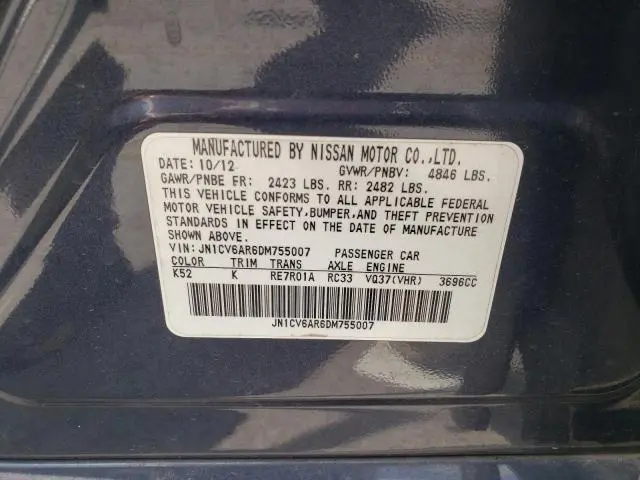 MANUFACTURED BY NISSAN MOTOR CO.,LTD.
DATE: 10/12 GVWR/PNBV: 4846 LBS.
GAWR/PNBE FR: 2423 LBS. RR: 2482 LBS.
THIS VEHICLE CONFORMS TO ALL APPLICABLE FEDERAL
MOTOR VEHICLE SAFETY,BUMPER,AND THEFT PREVENTION
STANDARDS IN EFFECT ON THE DATE OF MANUFACTURE
SHOWN ABOVE.
VIN: JN1CV6AR6DM755007 PASSENGER CAR
COLOR TRIM TRANS AXLE ENGINE
K52 K RE7R01A RC33 VQ37(VHR) 3696CC
JN1CV6AR6DM755007